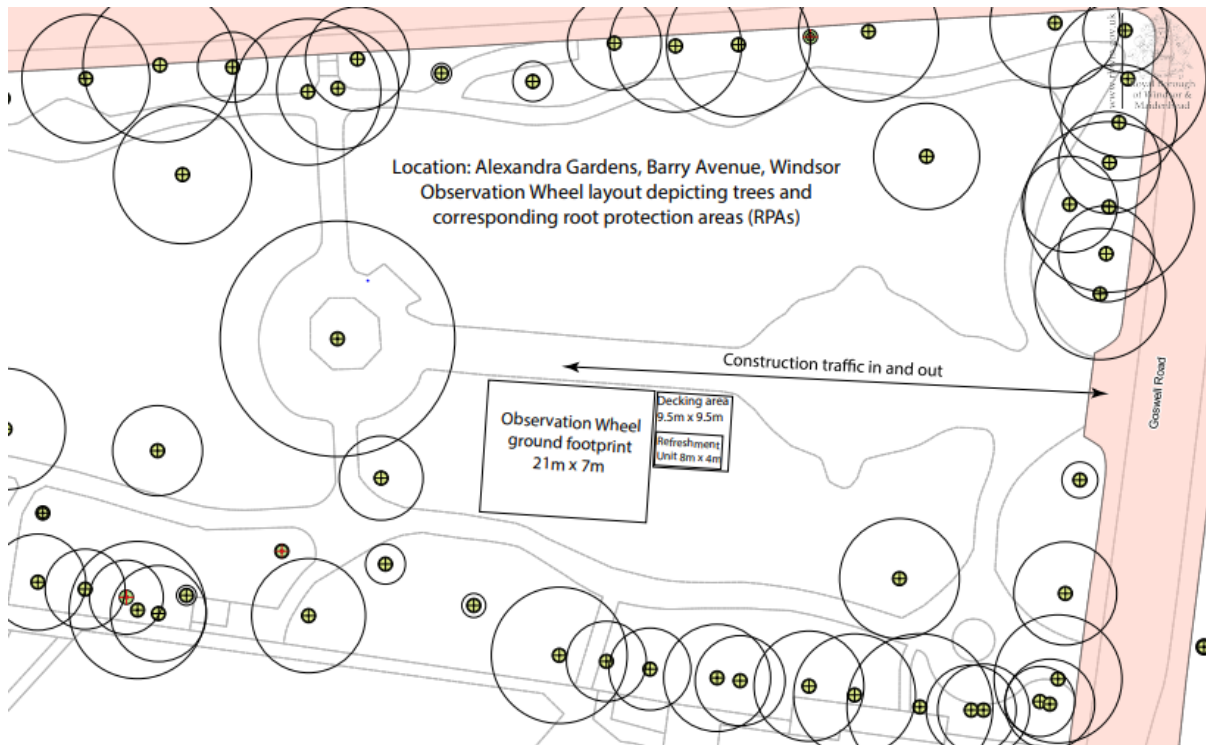 Location: Alexandra Gardens, Barry Avenue, Windsor
Observation Wheel layout depicting trees and
corresponding root protection areas (RPAs)
Royal Borough
of Windsor &
Maidenhead
Construction traffic in and out
Goswell Road
Decking area
9.5m x 9.5m
Refreshment
Unit 8m x 4m
Observation Wheel
ground footprint
21m x 7m